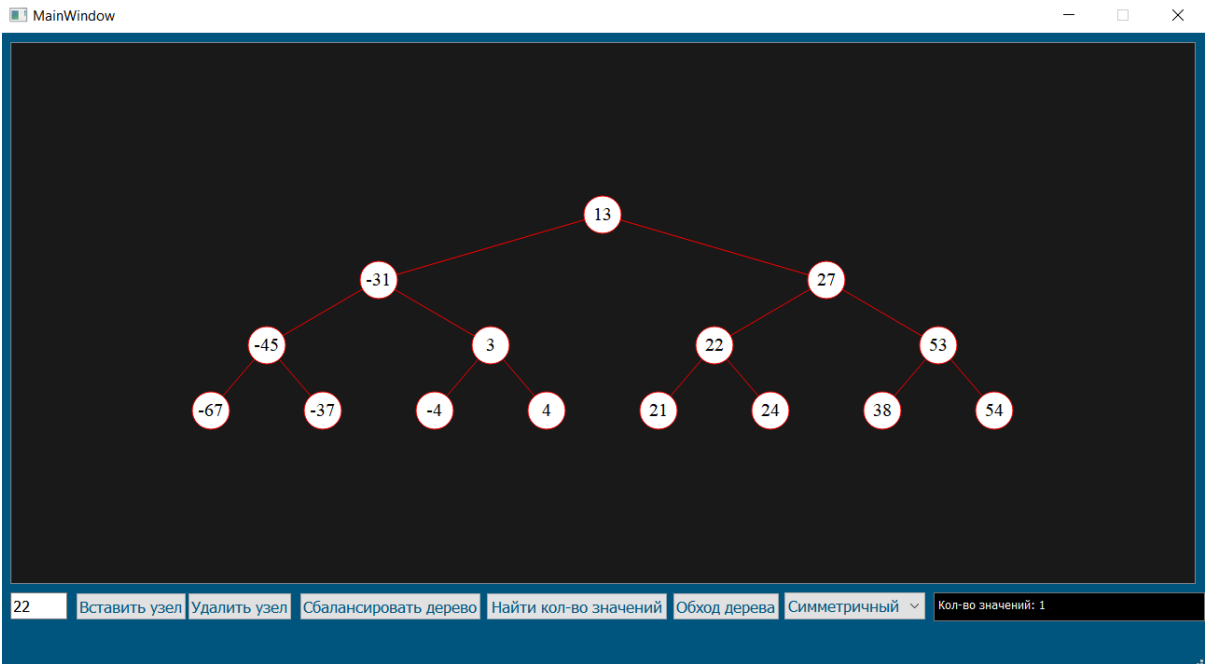 MainWindow
13
-31 27
-45 3 22 53
-67 -37 -4 4 21 24 38 54
22 Вставить узел Удалить узел Сбалансировать дерево Найти кол-во значений Обход дерева Симметричный Кол-во значений: 1